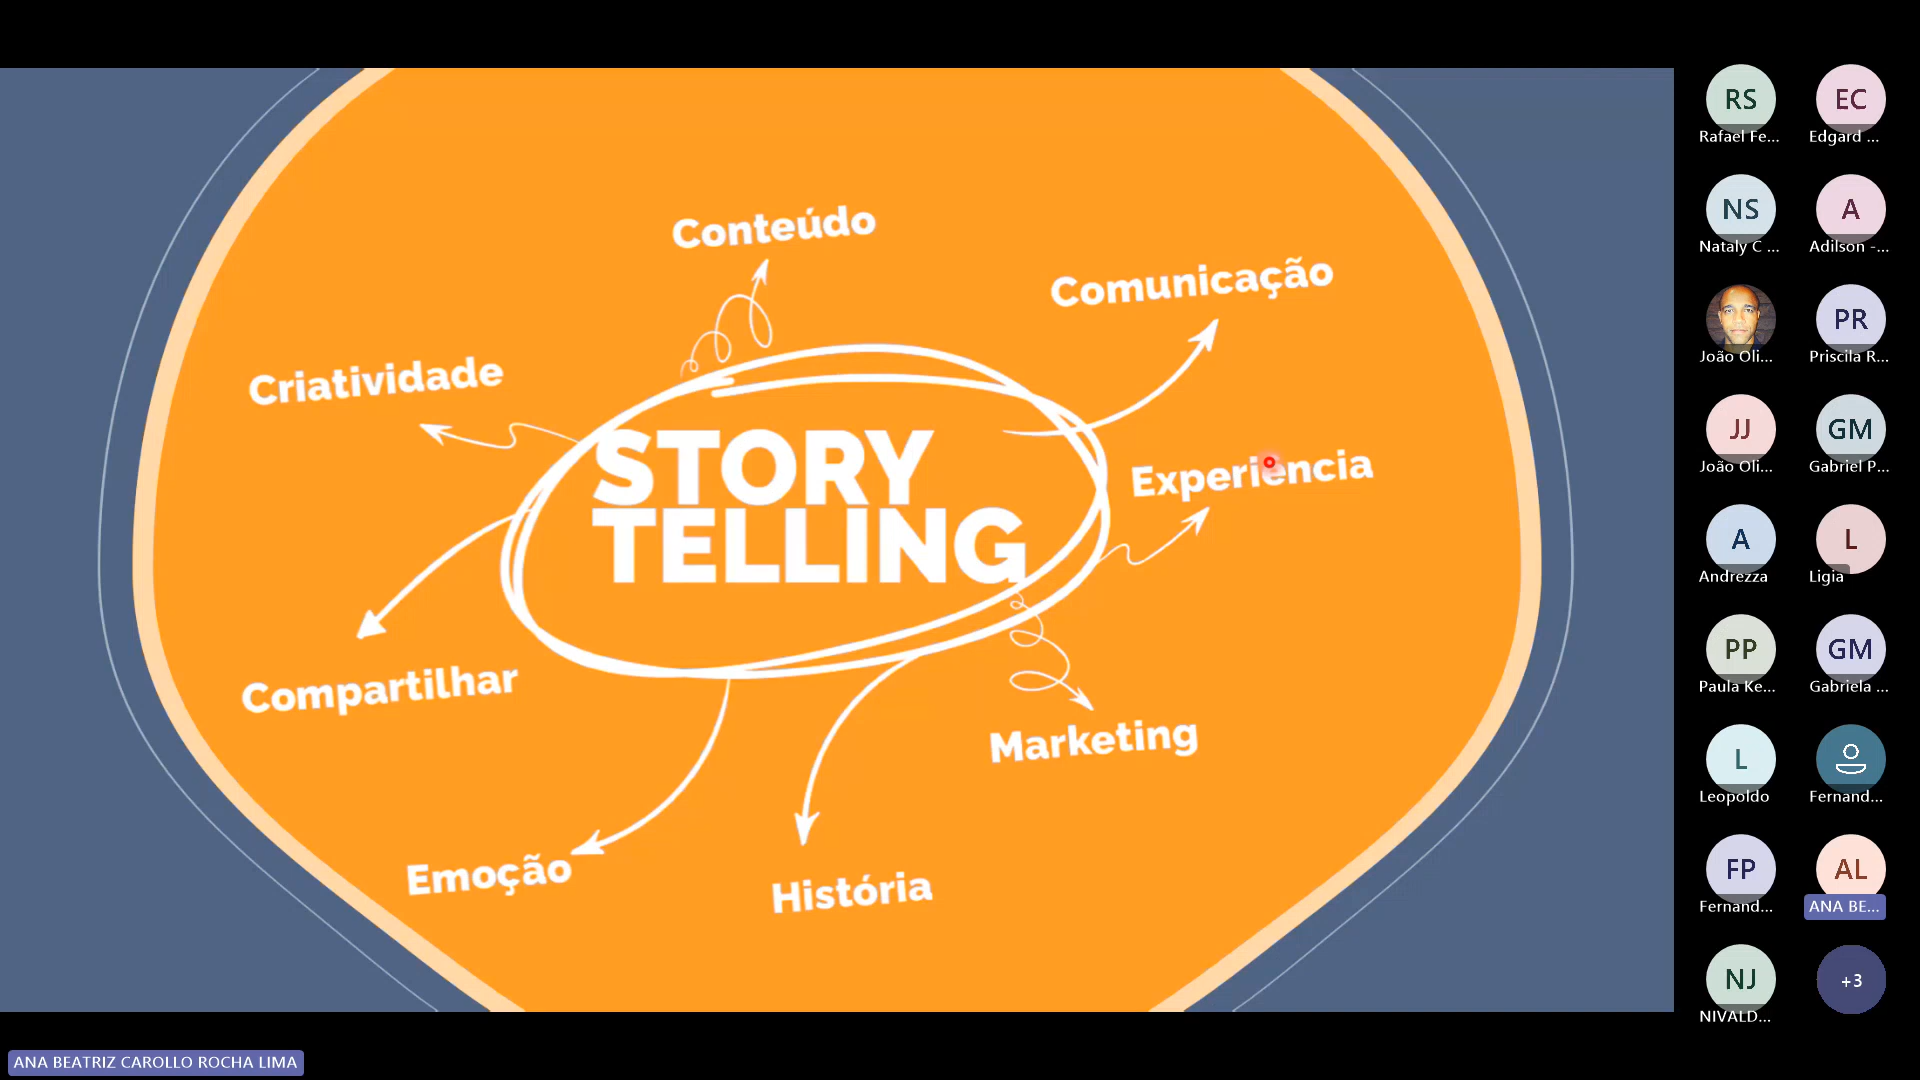 Conteúdo
Comunicação
Criatividade
Experiencia
STORY
TELLING
Compartilhar
Marketing
Emoção
História
RS
EC
Rafael Fe...
Edgard ...
NS
A
Nataly C ...
Adilson -...
PR
João Oli...
Priscila R...
JJ
GM
João Oli...
Gabriel P...
A
L
Andrezza
Ligia
PP
GM
Paula Ke...
Gabriela ...
L
Leopoldo
Fernand...
FP
AL
Fernand...
ANA BE...
NJ
+3
NIVALD...
ANA BEATRIZ CAROLLO ROCHA LIMA